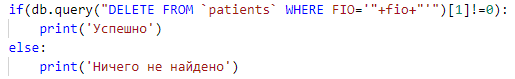 if(db.query("DELETE FROM `patients` WHERE FIO='"+fio+"'")[1]!=0):
    print('Успешно')
else:
    print('Ничего не найдено')